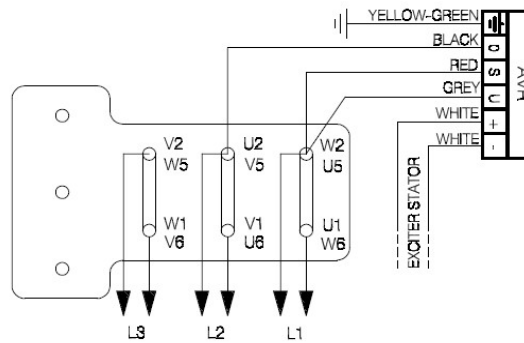 YELLOW-GREEN
BLACK
RED
GREY
WHITE
WHITE
0
S
U
+
-
AVR
EXCITER STATOR
V2 U2 W2
W5 V5 U5
W1 V1 U1
V6 U6 W6
L3 L2 L1